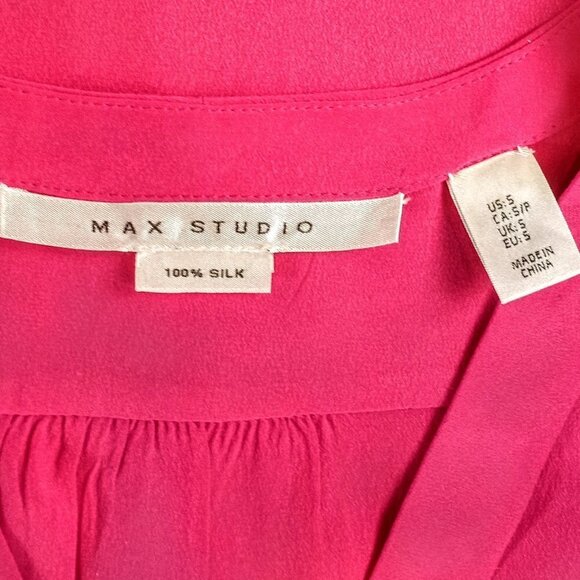 MAX STUDIO
100% SILK
US: S
CA: S/P
UK: S
EU: S
MADE IN
CHINA